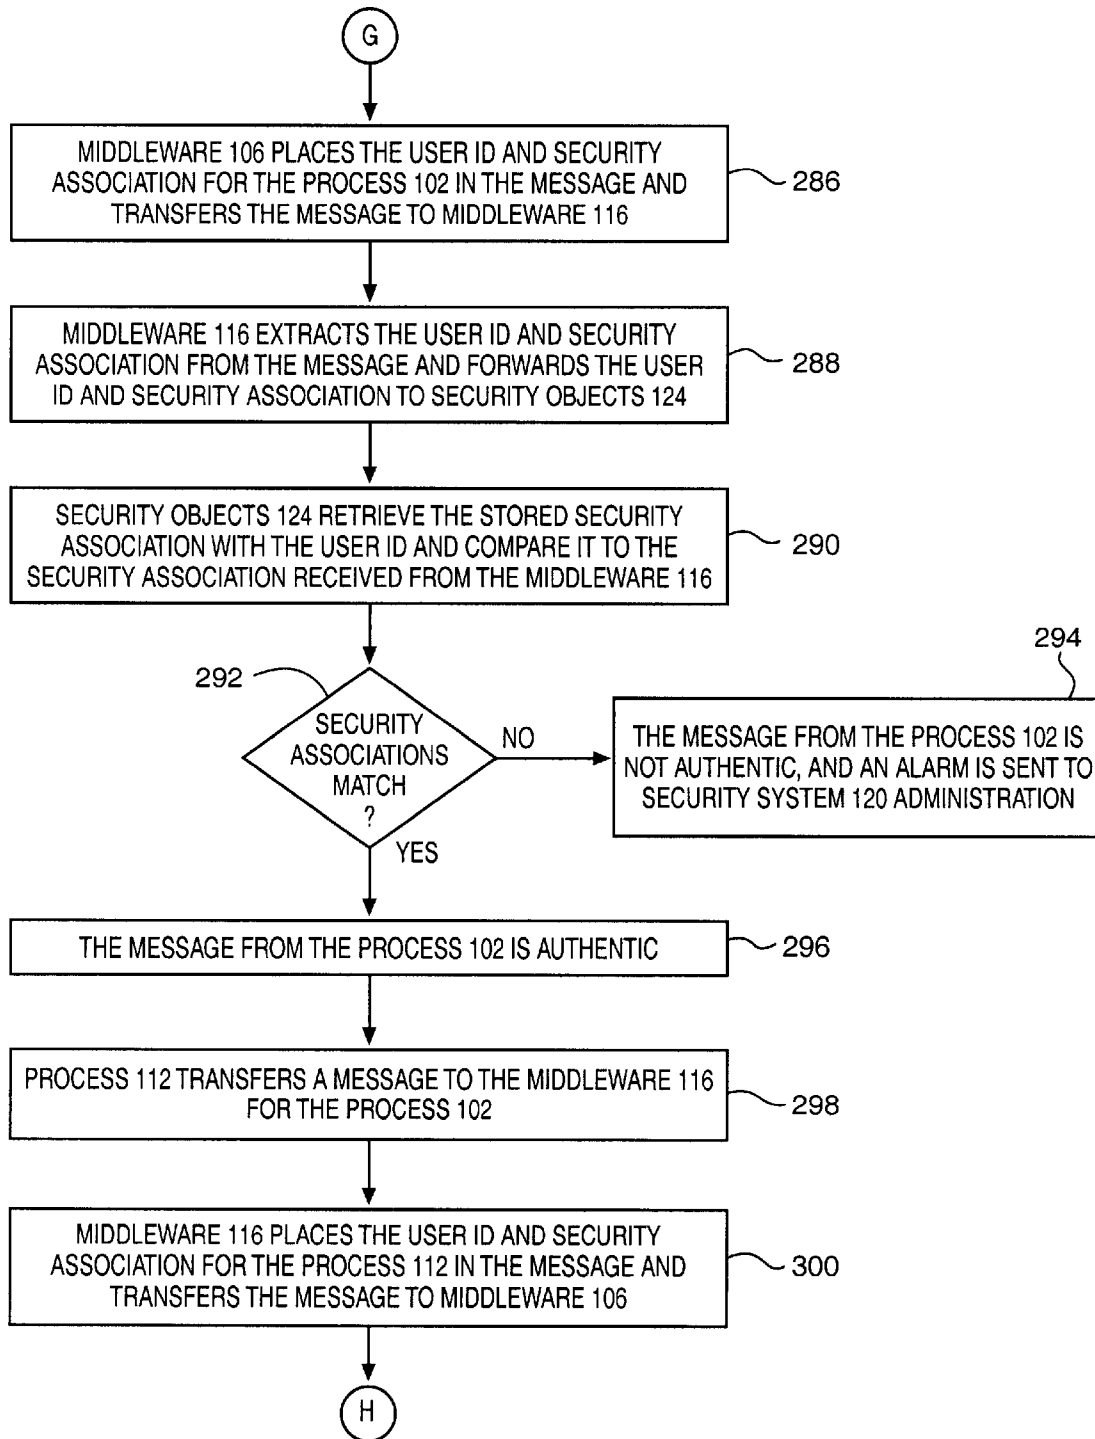 G
MIDDLEWARE 106 PLACES THE USER ID AND SECURITY
ASSOCIATION FOR THE PROCESS 102 IN THE MESSAGE AND
TRANSFERS THE MESSAGE TO MIDDLEWARE 116
286
MIDDLEWARE 116 EXTRACTS THE USER ID AND SECURITY
ASSOCIATION FROM THE MESSAGE AND FORWARDS THE USER
ID AND SECURITY ASSOCIATION TO SECURITY OBJECTS 124
288
SECURITY OBJECTS 124 RETRIEVE THE STORED SECURITY
ASSOCIATION WITH THE USER ID AND COMPARE IT TO THE
SECURITY ASSOCIATION RECEIVED FROM THE MIDDLEWARE 116
290
292
SECURITY
ASSOCIATIONS
MATCH
?
NO
YES
294
THE MESSAGE FROM THE PROCESS 102 IS
NOT AUTHENTIC, AND AN ALARM IS SENT TO
SECURITY SYSTEM 120 ADMINISTRATION
THE MESSAGE FROM THE PROCESS 102 IS AUTHENTIC
296
PROCESS 112 TRANSFERS A MESSAGE TO THE MIDDLEWARE 116
FOR THE PROCESS 102
298
MIDDLEWARE 116 PLACES THE USER ID AND SECURITY
ASSOCIATION FOR THE PROCESS 112 IN THE MESSAGE AND
TRANSFERS THE MESSAGE TO MIDDLEWARE 106
300
H